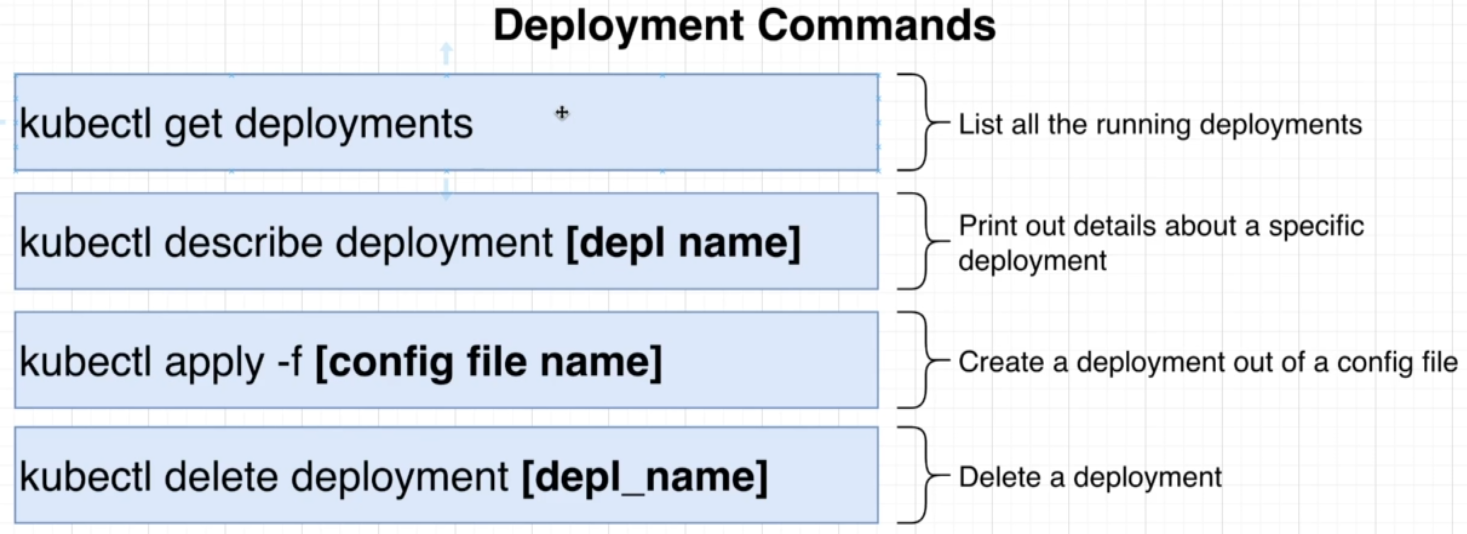 Deployment Commands
kubectl get deployments
List all the running deployments
kubectl describe deployment [depl name]
Print out details about a specific
deployment
kubectl apply -f [config file name]
Create a deployment out of a config file
kubectl delete deployment [depl_name]
Delete a deployment